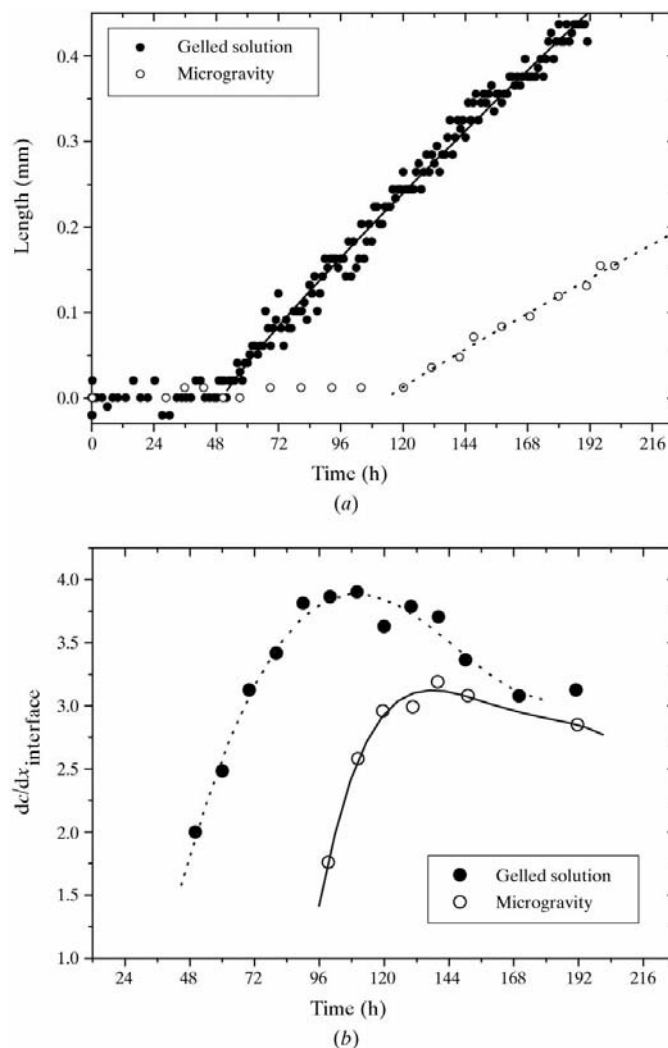 0.4
0.3
0.2
0.1
0.0
Length (mm)
Gelled solution
Microgravity
0 24 48 72 96 120 144 168 192 216
Time (h)
(a)
4.0
3.5
3.0
2.5
2.0
1.5
1.0
dc/dx interface
Gelled solution
Microgravity
24 48 72 96 120 144 168 192 216
Time (h)
(b)